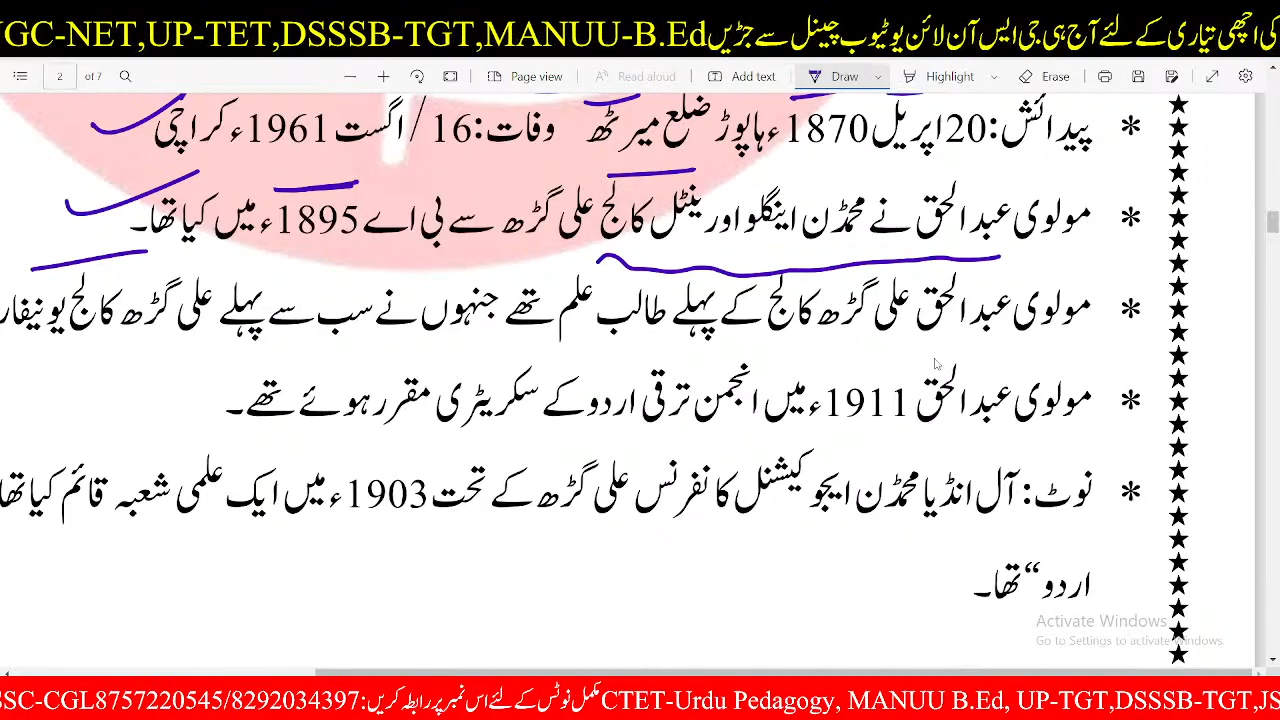 کی اچھی تیاری کے لئے آج ہی جی ایس آن لائن یوٹیوب چینل سے جڑیں GC-NET,UP-TET,DSSSB-TGT,MANUU-B.Ed
2 of 7 Page view Read aloud Add text Draw Highlight Erase
* پیدائش:20اپریل1870ء ہاپوڑ ضلع میرٹھ وفات:16 / اگست 1961ء کراچی
* مولوی عبدالحق نے محمڈن اینگلو اورینٹل کالج علی گڑھ سے بی اے 1895ء میں کیا تھا۔
* مولوی عبدالحق علی گڑھ کالج کے پہلے طالب علم تھے جنہوں نے سب سے پہلے علی گڑھ کالج یونیفار
* مولوی عبدالحق 1911ء میں انجمن ترقی اردو کے سکریٹری مقرر ہوئے تھے۔
* نوٹ: آل انڈیا محمڈن ایجوکیشنل کانفرنس علی گڑھ کے تحت 1903ء میں ایک علمی شعبہ قائم کیا تھا
اردو“ تھا۔
Activate Windows
Go to Settings to activate Windows.
SSC-CGL8757220545/8292034397:مکمل نوٹس کے لئے اس نمبر پر رابطہ کریں CTET-Urdu Pedagogy, MANUU B.Ed, UP-TGT,DSSSB-TGT,JS